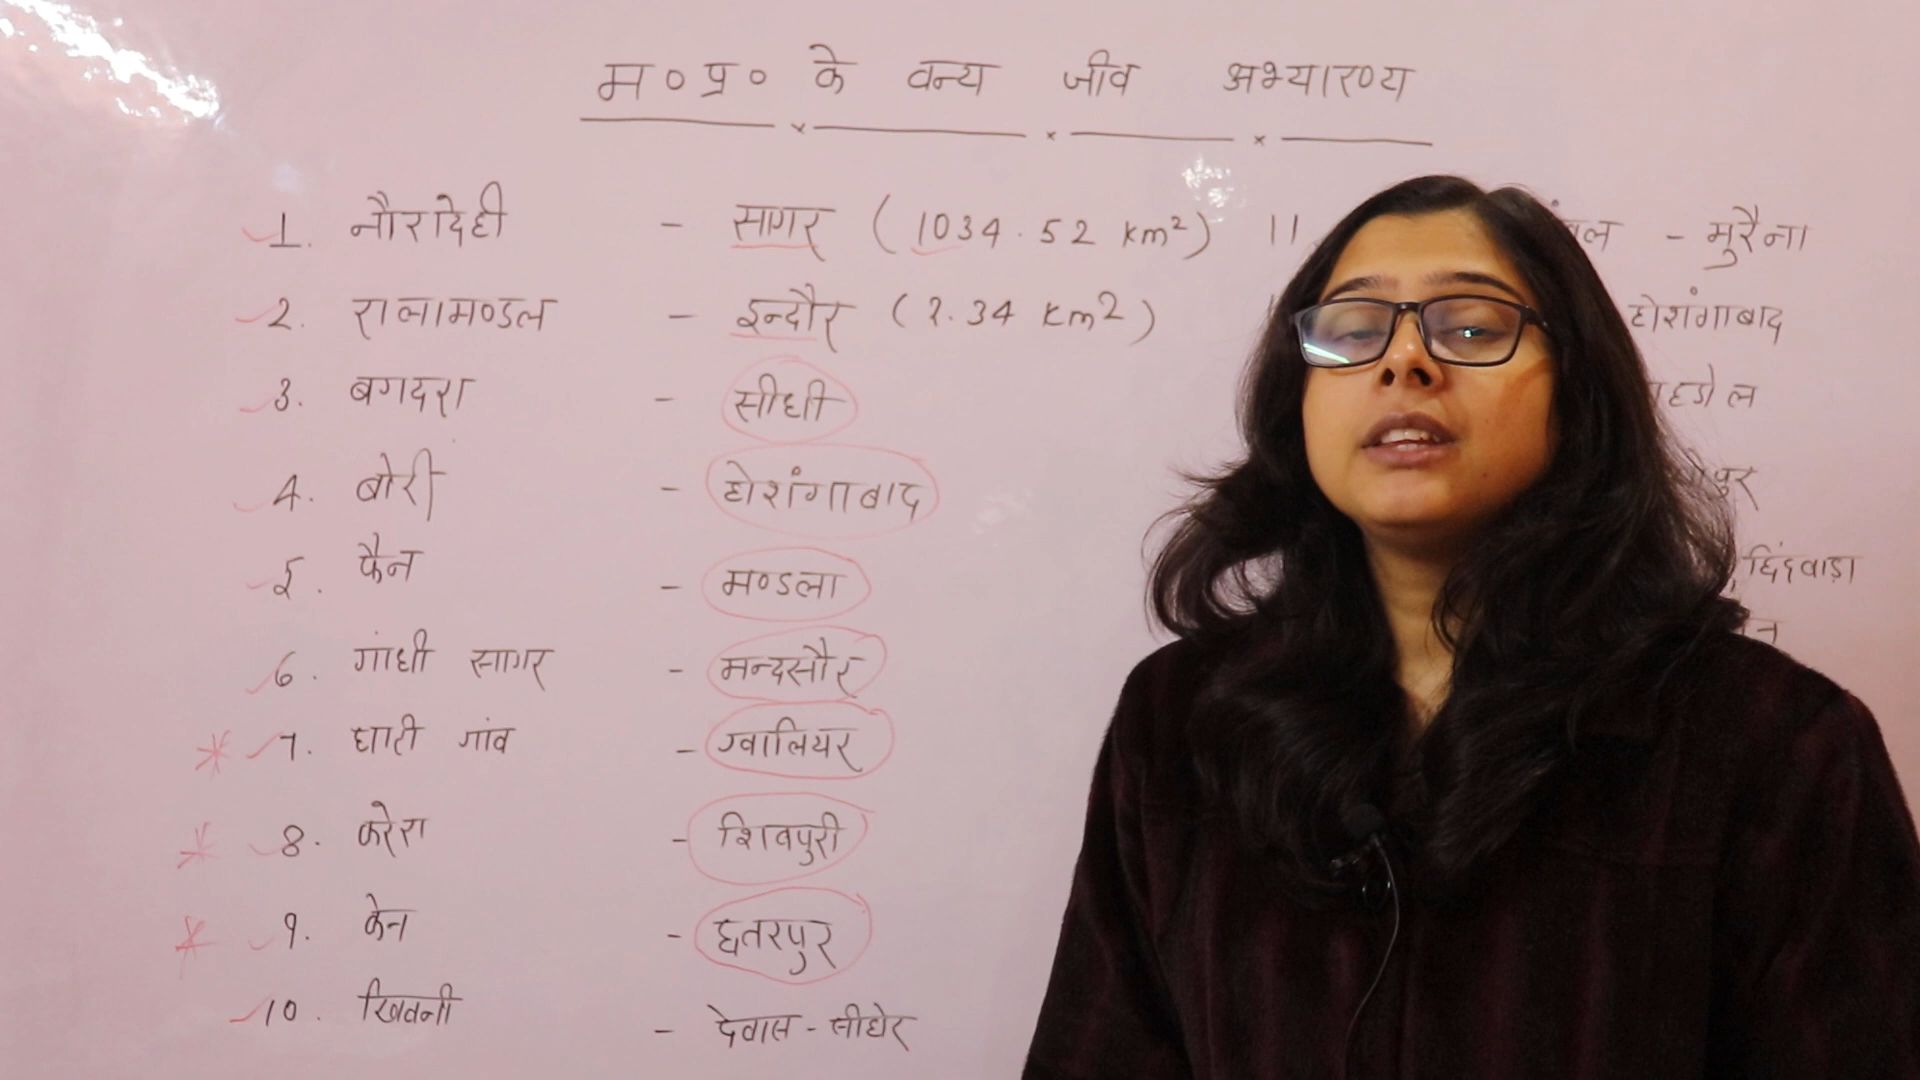 म०प्र० के वन्य जीव अभ्यारण्य
1. नौरादेही - सागर (1034.52 km²)
2. रालामण्डल - इन्दौर (2.34 km2)
3. बगदरा - सीधी
4. बोरी - होशंगाबाद
5. फैन - मण्डला
6. गांधी सागर - मन्दसौर
* 7. घाटी गांव - ग्वालियर
* 8. करेरा - शिवपुरी
* 9. केन - छतरपुर
10. खिवनी - देवास - सीहोर
11. - मुरैना
होशंगाबाद
छिंदवाड़ा